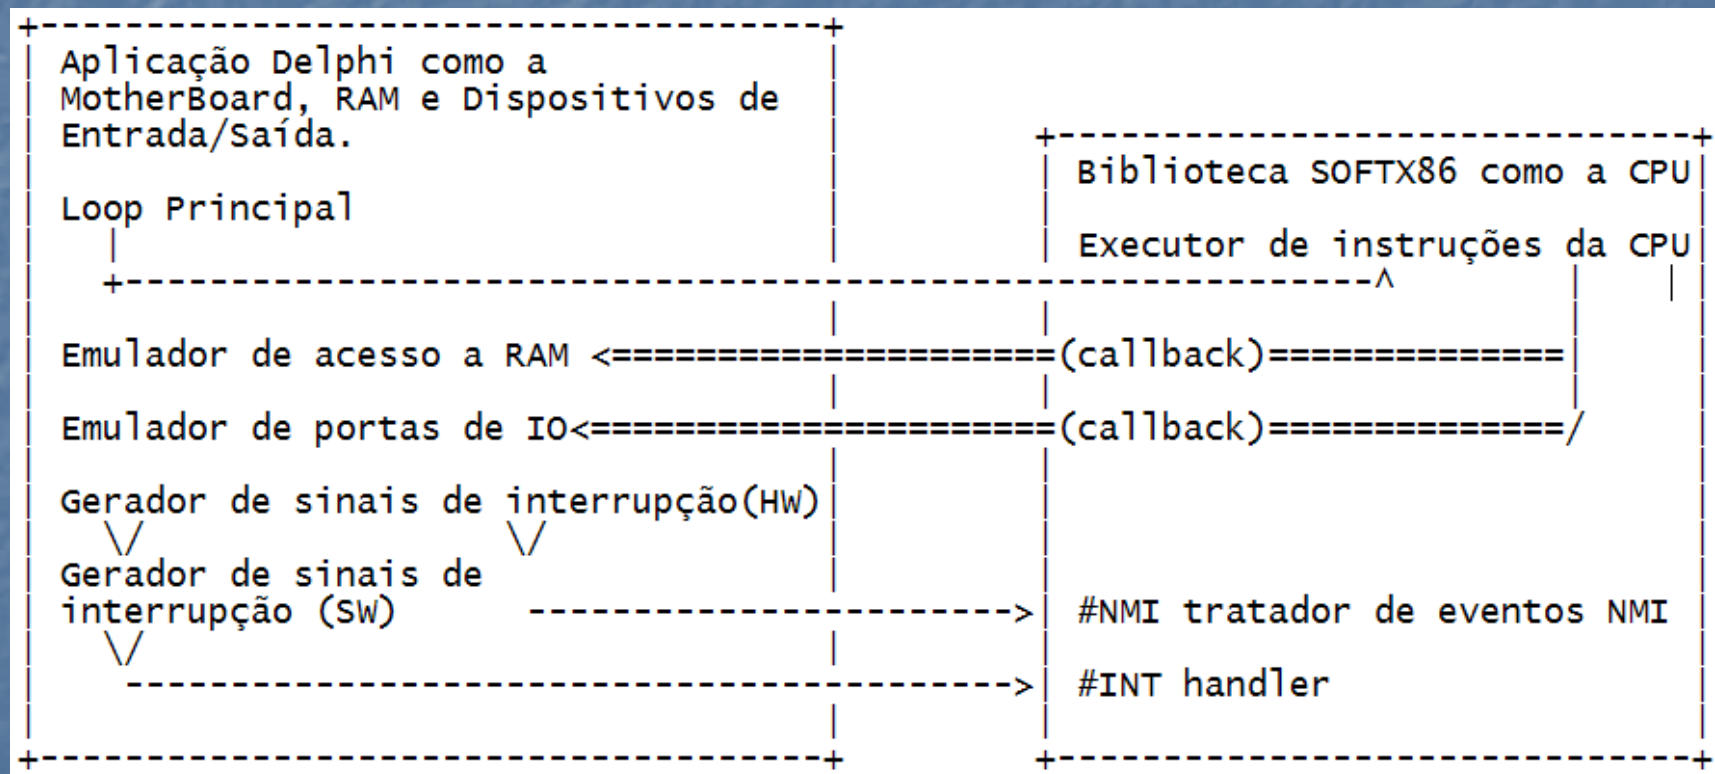 Aplicação Delphi como a
MotherBoard, RAM e Dispositivos de
Entrada/Saída.
Loop Principal
Biblioteca SOFTX86 como a CPU
Executor de instruções da CPU
Emulador de acesso a RAM <=====================(callback)==============
Emulador de portas de IO<======================(callback)==============/
Gerador de sinais de interrupção(HW)
Gerador de sinais de
interrupção (SW)
#NMI tratador de eventos NMI
#INT handler